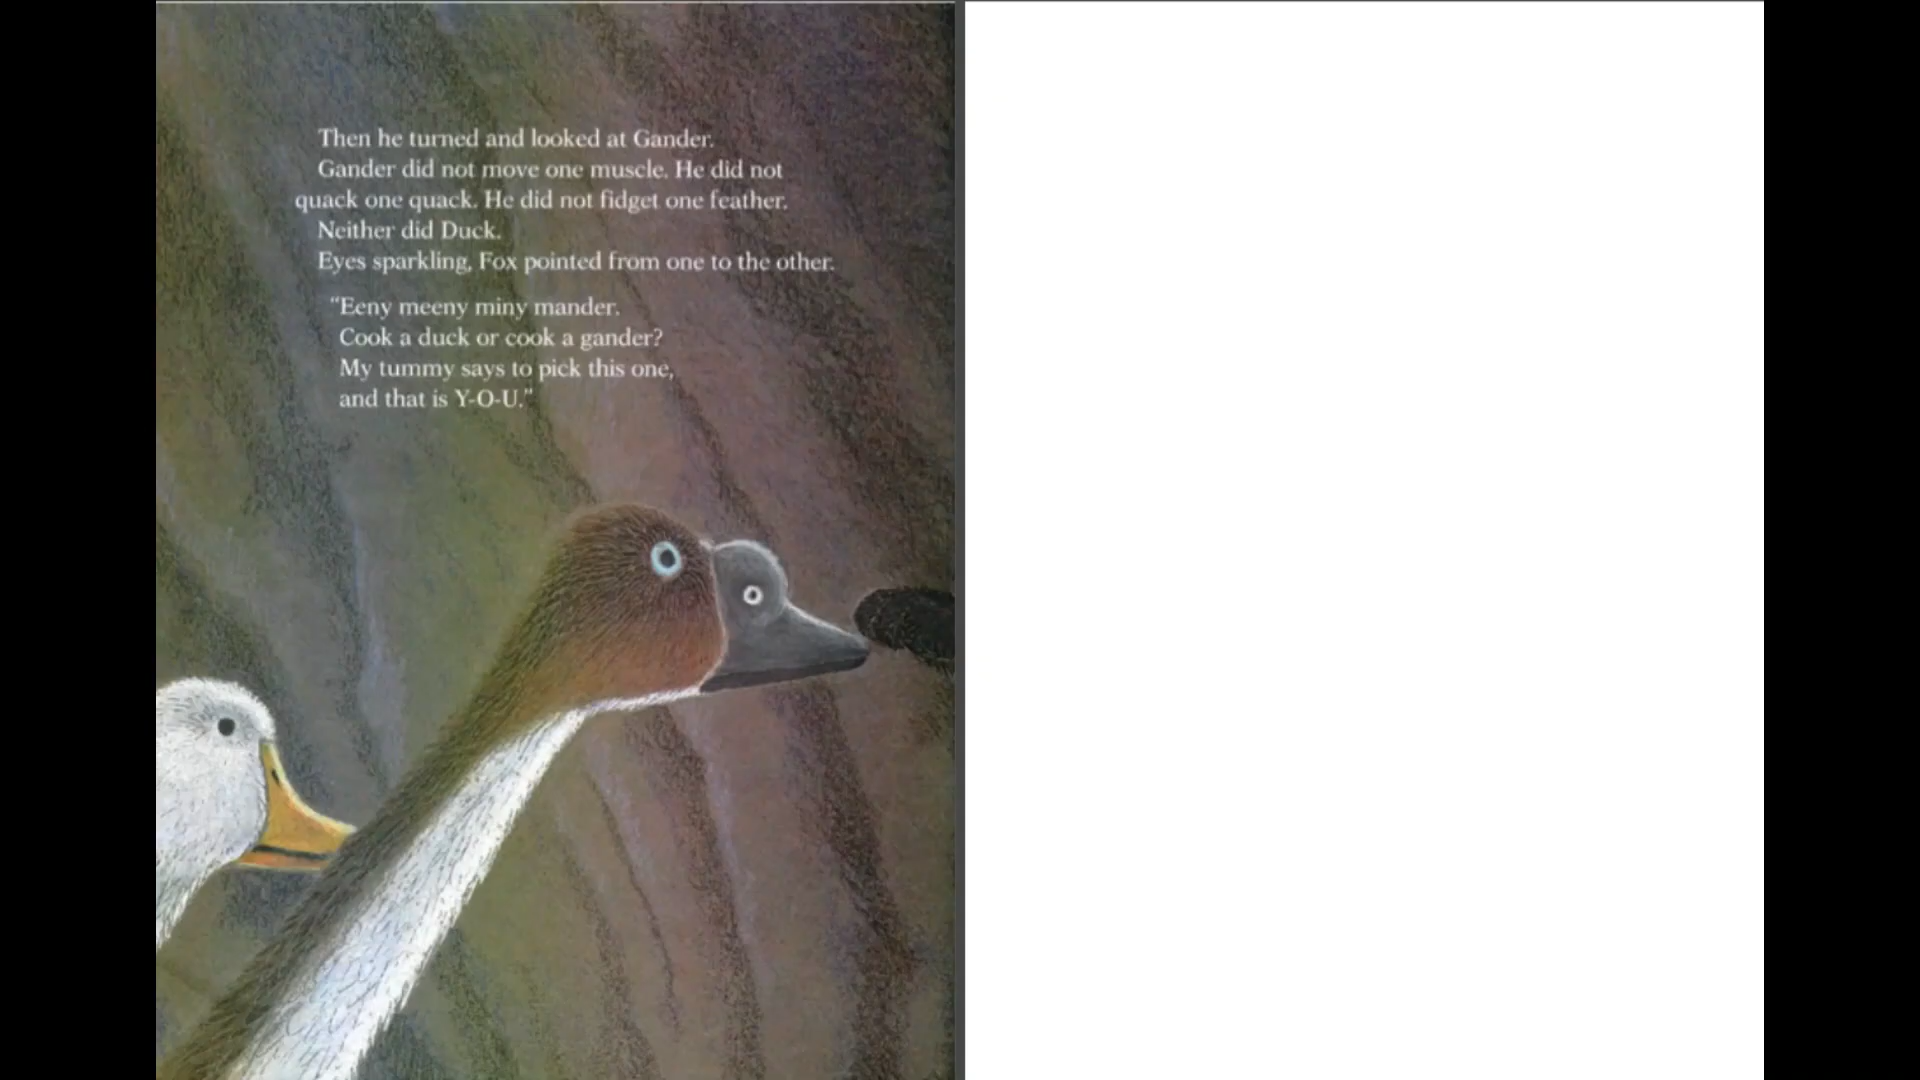 Then he turned and looked at Gander.
Gander did not move one muscle. He did not
quack one quack. He did not fidget one feather.
Neither did Duck.
Eyes sparkling, Fox pointed from one to the other.
“Eeny meeny miny mander.
Cook a duck or cook a gander?
My tummy says to pick this one,
and that is Y-O-U.”